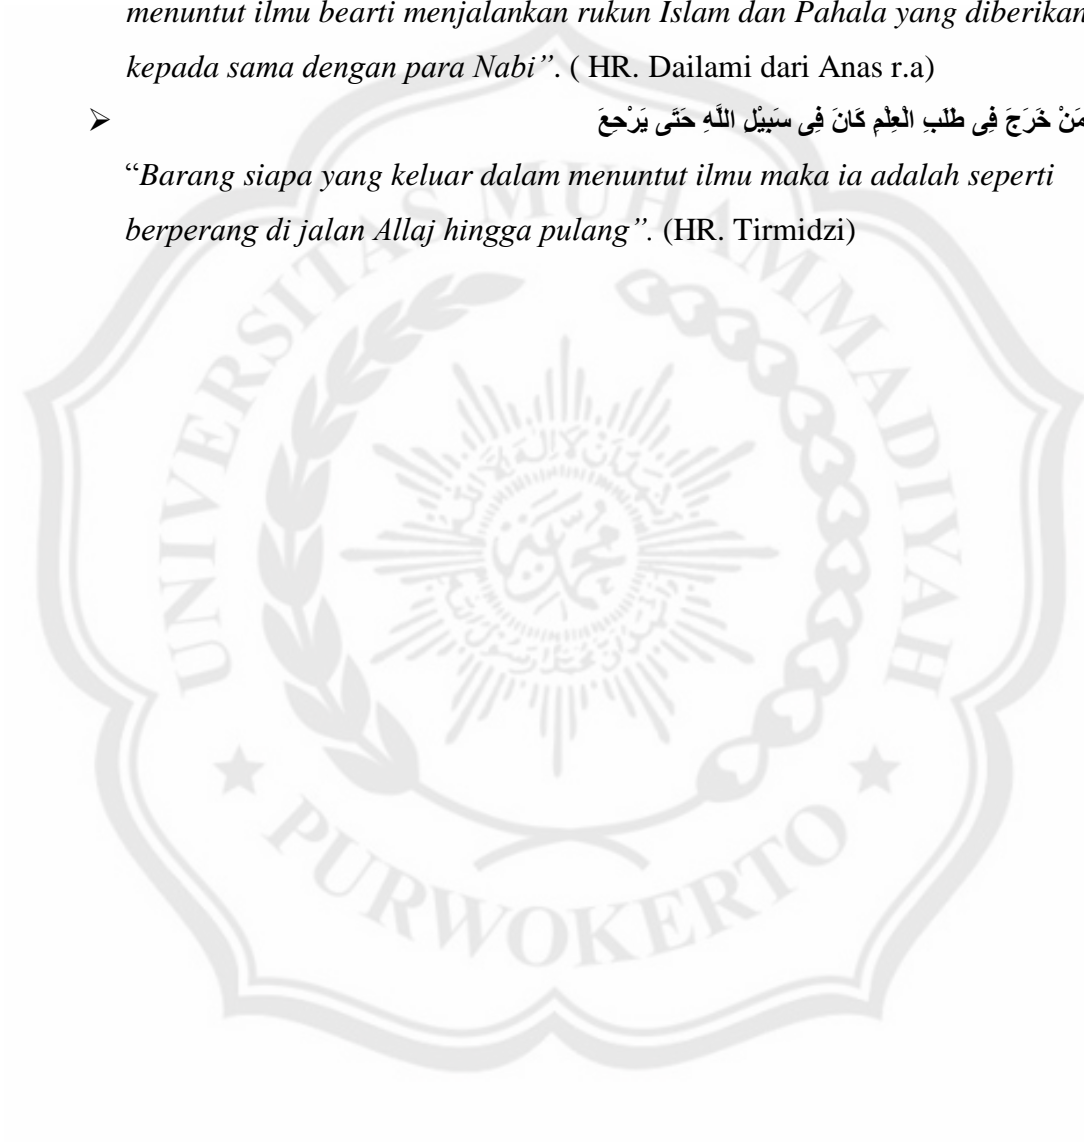 menuntut ilmu bearti menjalankan rukun Islam dan Pahala yang diberikan
kepada sama dengan para Nabi”. ( HR. Dailami dari Anas r.a)
➢ مَنْ خَرَجَ فِى طَلَبِ الْعِلْمِ كَانَ فِى سَبِيْلِ اللَّهِ حَتَى يَرْحِعَ
“Barang siapa yang keluar dalam menuntut ilmu maka ia adalah seperti
berperang di jalan Allaj hingga pulang”. (HR. Tirmidzi)
UNIVERSITAS MUHAMMADIYAH
PURWOKERTO